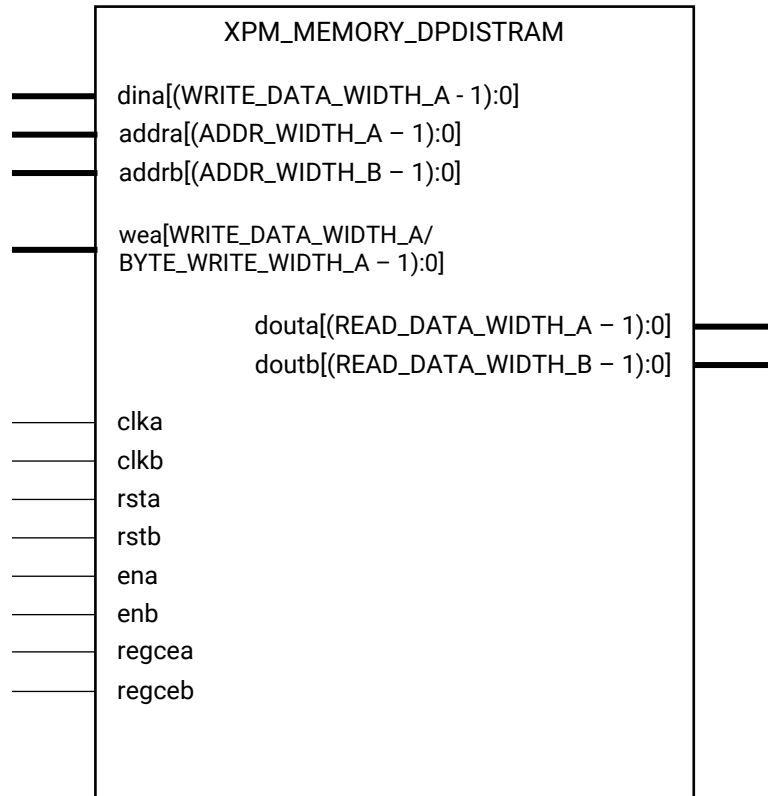 XPM_MEMORY_DPDISTRAM
dina[(WRITE_DATA_WIDTH_A - 1):0]
addra[(ADDR_WIDTH_A – 1):0]
addrb[(ADDR_WIDTH_B – 1):0]
wea[WRITE_DATA_WIDTH_A/
BYTE_WRITE_WIDTH_A – 1):0]
douta[(READ_DATA_WIDTH_A – 1):0]
doutb[(READ_DATA_WIDTH_B – 1):0]
clka
clkb
rsta
rstb
ena
enb
regcea
regceb